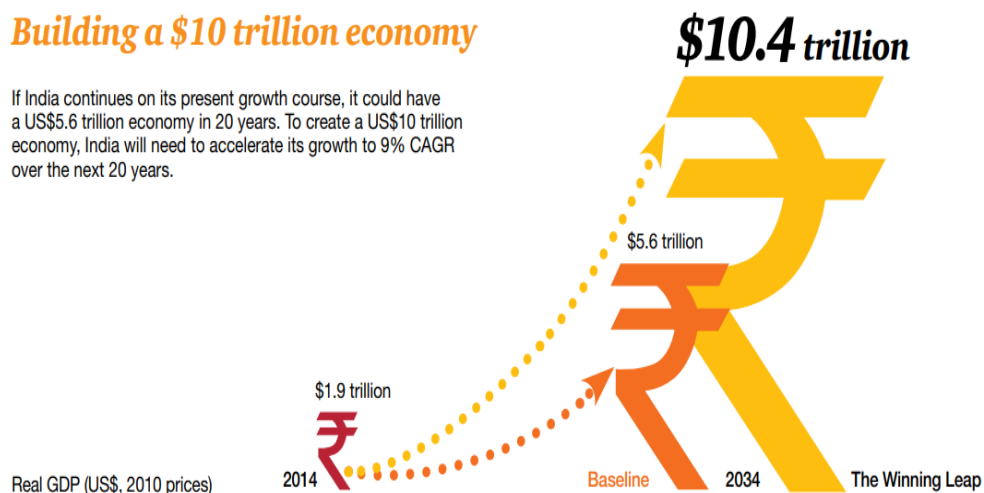 Building a $10 trillion economy
$10.4 trillion
If India continues on its present growth course, it could have
a US$5.6 trillion economy in 20 years. To create a US$10 trillion
economy, India will need to accelerate its growth to 9% CAGR
over the next 20 years.
$5.6 trillion
$1.9 trillion
Real GDP (US$, 2010 prices)
2014
Baseline
2034
The Winning Leap